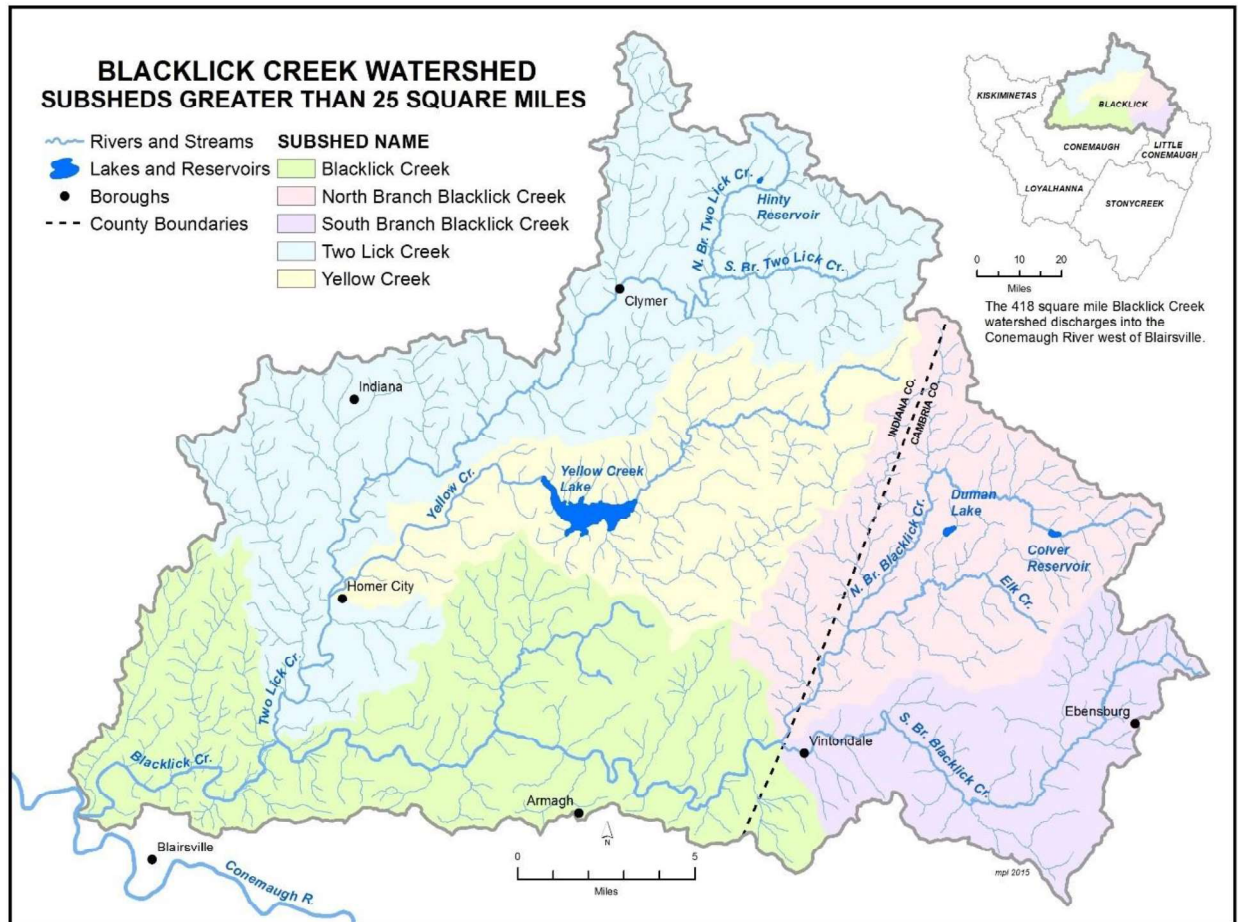 BLACKLICK CREEK WATERSHED
SUBSHEDS GREATER THAN 25 SQUARE MILES
Rivers and Streams
Lakes and Reservoirs
Boroughs
County Boundaries
SUBSHED NAME
Blacklick Creek
North Branch Blacklick Creek
South Branch Blacklick Creek
Two Lick Creek
Yellow Creek
KISKIMINETAS
BLACKLICK
CONEMAUGH
LITTLE
CONEMAUGH
LOYALHANNA
STONYCREEK
0 10 20
Miles
The 418 square mile Blacklick Creek
watershed discharges into the
Conemaugh River west of Blairsville.
N. Br. Two Lick Cr.
Hinty
Reservoir
S. Br. Two Lick Cr.
Clymer
Indiana
INDIANA CO.
CAMBRIA CO.
Yellow Cr.
Yellow Creek
Lake
Duman
Lake
N. Br. Blacklick Cr.
Colver
Reservoir
Elk Cr.
Homer City
Two Lick Cr.
Ebensburg
Vintondale
S. Br. Blacklick Cr.
Blacklick Cr.
Armagh
N
Blairsville
Conemaugh R.
0 5
Miles
mpl 2015